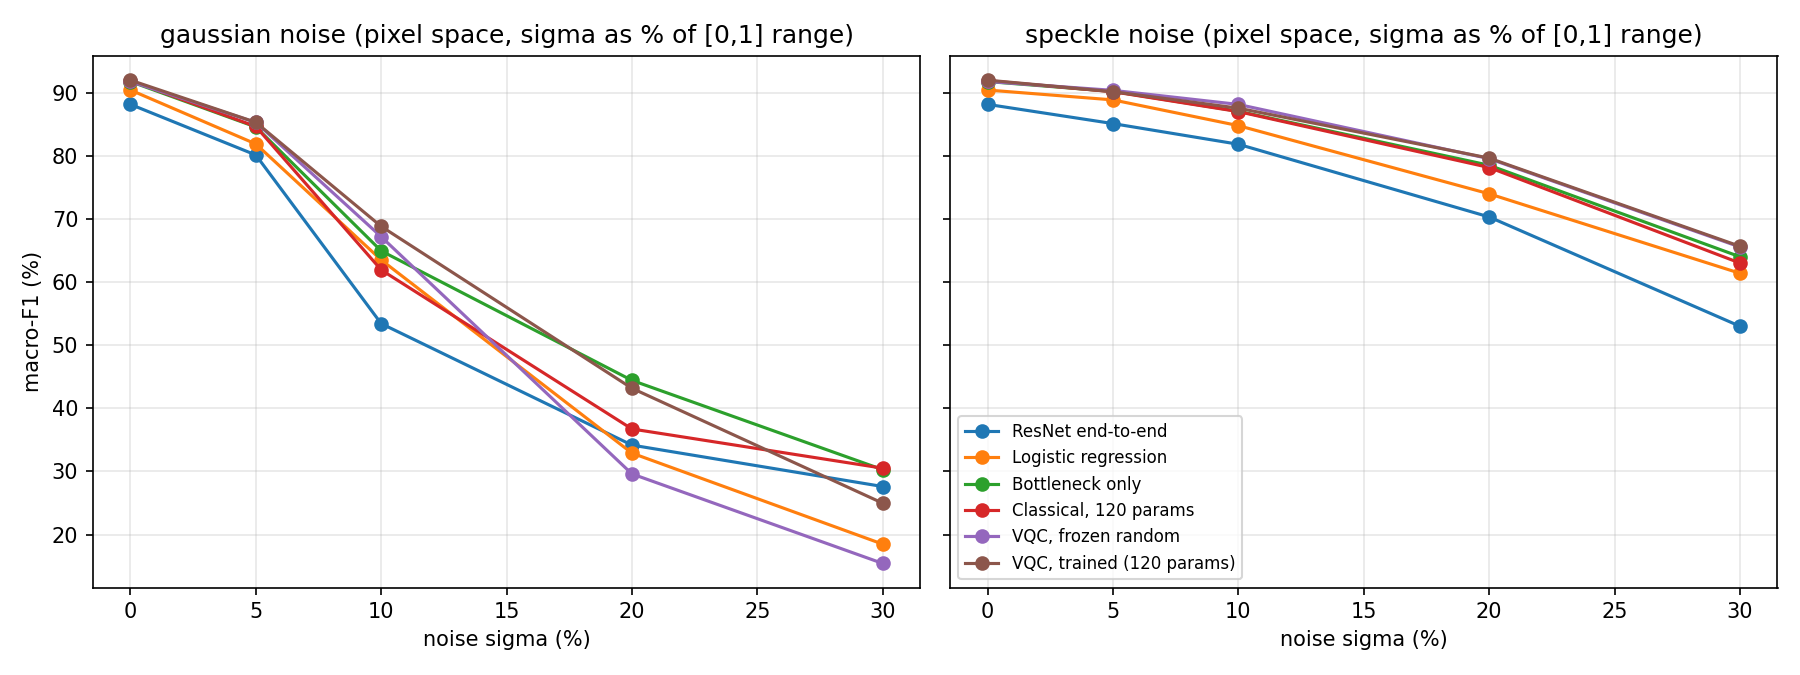 gaussian noise (pixel space, sigma as % of [0,1] range)
speckle noise (pixel space, sigma as % of [0,1] range)
macro-F1 (%)
90
80
70
60
50
40
30
20
0 5 10 15 20 25 30
noise sigma (%)
ResNet end-to-end
Logistic regression
Bottleneck only
Classical, 120 params
VQC, frozen random
VQC, trained (120 params)
0 5 10 15 20 25 30
noise sigma (%)